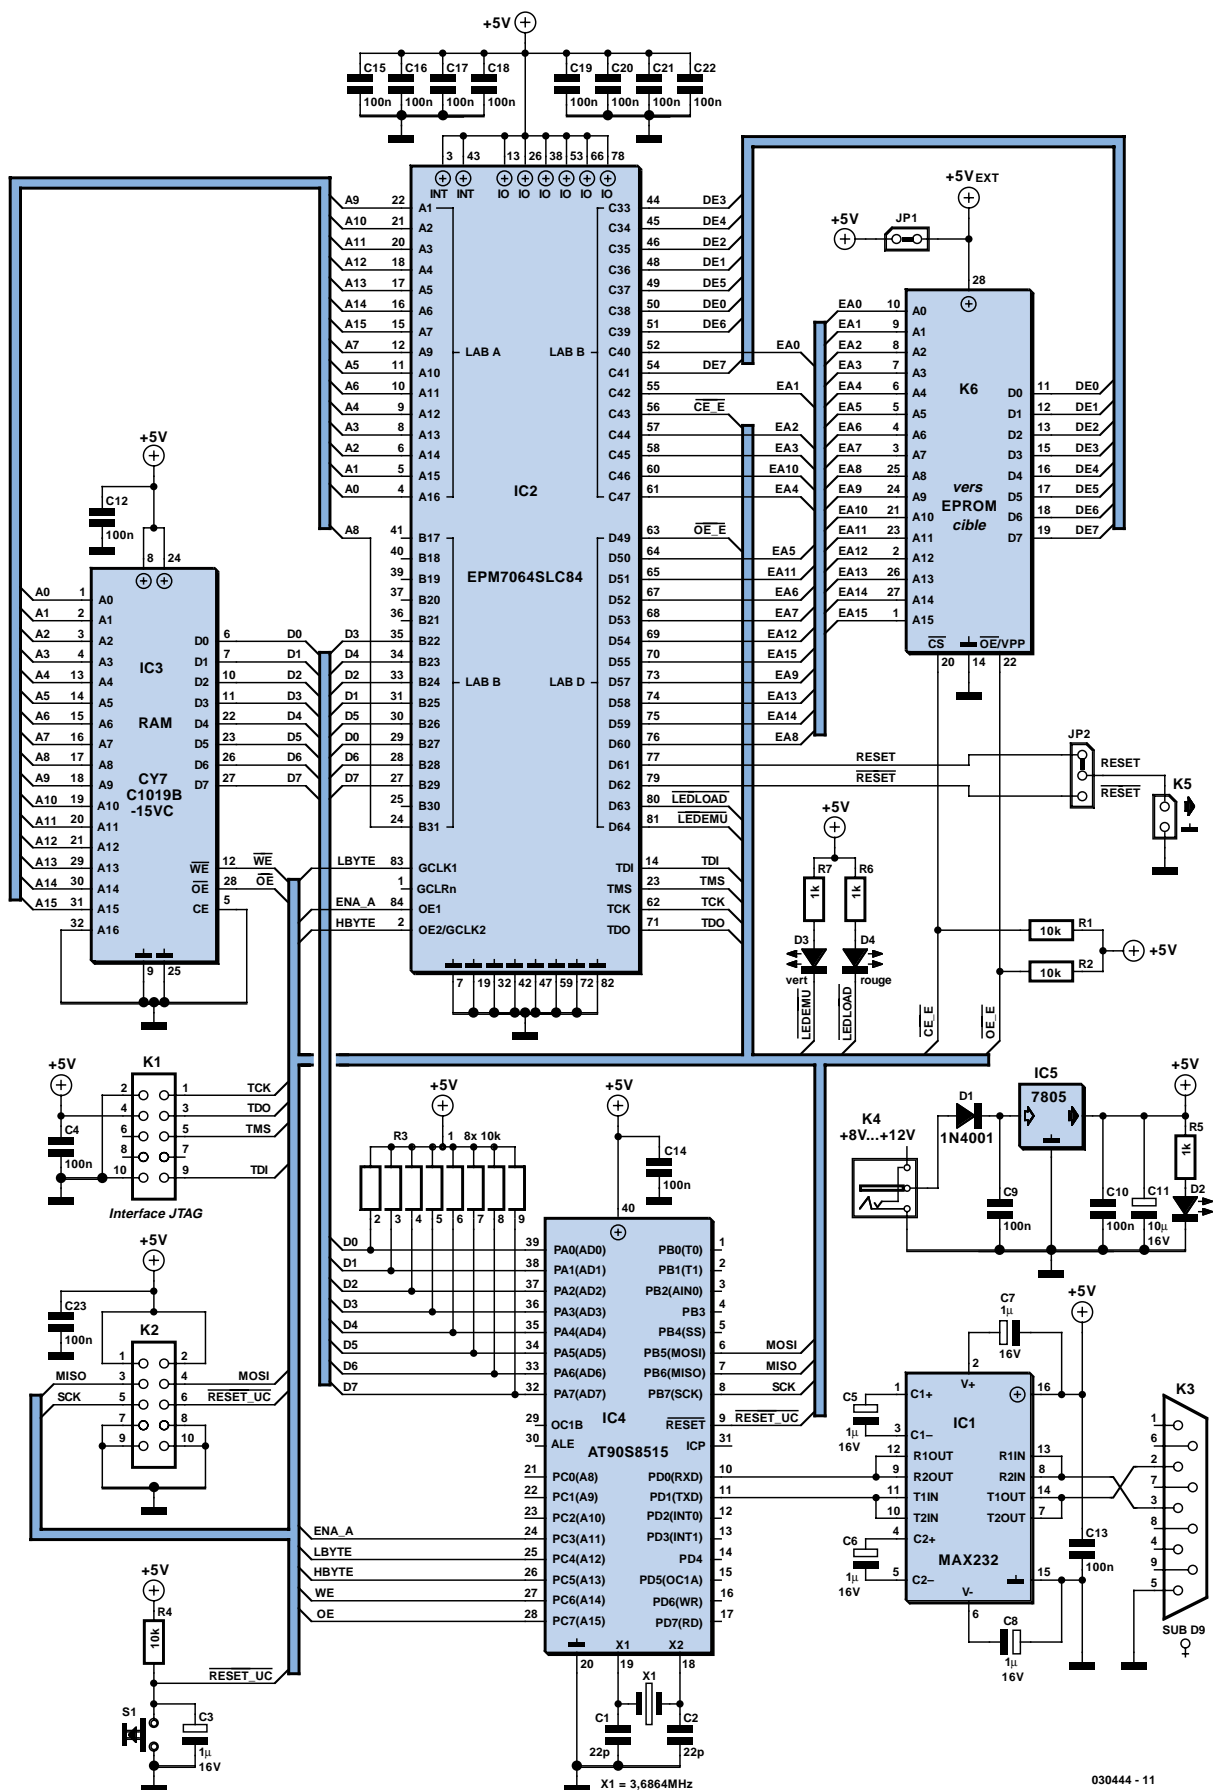 +5V
C15 C16 C17 C18 C19 C20 C21 C22
100n 100n 100n 100n 100n 100n 100n 100n
3 43 13 26 38 53 66 78
INT INT IO IO IO IO IO IO
A9 22 A1
A10 21 A2
A11 20 A3
A12 18 A4
A13 17 A5
A14 16 A6
A15 15 A7
A7 12 A9
A5 11 A10
A6 10 A11
A4 9 A12
A3 8 A13
A2 6 A14
A1 5 A15
A0 4 A16
LAB A
LAB B
A8 41 B17
40 B18
39 B19
37 B20
36 B21
D3 35 B22
D4 34 B23
D2 33 B24
D1 31 B25
D5 30 B26
D0 29 B27
D6 28 B28
D7 27 B29
25 B30
24 B31
LAB B
LAB D
LBYTE 83 GCLK1
1 GCLRn
ENA_A 84 OE1
HBYTE 2 OE2/GCLK2
IC2
EPM7064SLC84
C33 44 DE3
C34 45 DE4
C35 46 DE2
C36 48 DE1
C37 49 DE5
C38 50 DE0
C39 51 DE6
C40 52 EA0
C41 54 DE7
C42 55 EA1
C43 56 CE_E
C44 57 EA2
C45 58 EA3
C46 60 EA10
C47 61 EA4
D49 63 OE_E
D50 64 EA5
D51 65 EA11
D52 67 EA6
D53 68 EA7
D54 69 EA12
D55 70 EA15
D57 73 EA9
D58 74 EA13
D59 75 EA14
D60 76 EA8
D61 77 RESET
D62 79 RESET
D63 80 LEDLOAD
D64 81 LEDEMU
TDI 14 TDI
TMS 23 TMS
TCK 62 TCK
TDO 71 TDO
7 19 32 42 47 59 72 82
+5VEXT
+5V
JP1
28
EA0 10 A0
EA1 9 A1
EA2 8 A2
EA3 7 A3
EA4 6 A4
EA5 5 A5
EA6 4 A6
EA7 3 A7
EA8 25 A8
EA9 24 A9
EA10 21 A10
EA11 23 A11
EA12 2 A12
EA13 26 A13
EA14 27 A14
EA15 1 A15
K6
vers
EPROM
cible
D0 11 DE0
D1 12 DE1
D2 13 DE2
D3 15 DE3
D4 16 DE4
D5 17 DE5
D6 18 DE6
D7 19 DE7
CS OE/VPP
20 14 22
JP2
RESET
RESET
K5
+5V
C12
100n
8 24
A0 1 A0
A1 2 A1
A2 3 A2
A3 4 A3
A4 13 A4
A5 14 A5
A6 15 A6
A7 16 A7
A8 17 A8
A9 18 A9
A10 19 A10
A11 20 A11
A12 21 A12
A13 29 A13
A14 30 A14
A15 31 A15
32 A16
IC3
RAM
CY7
C1019B
-15VC
D0 6 D0
D1 7 D1
D2 10 D2
D3 11 D3
D4 22 D4
D5 23 D5
D6 26 D6
D7 27 D7
WE 12 WE
OE 28 OE
CE 5
9 25
+5V
R7 R6
1k 1k
D3 D4
vert rouge
LEDEMU LEDLOAD
CE_E OE_E
R1
10k
R2
10k
+5V
K1
+5V
C4
100n
2 1 TCK
4 3 TDO
6 5 TMS
8 7
10 9 TDI
Interface JTAG
+5V
C23
100n
K2
1 2
MISO 3 4 MOSI
SCK 5 6 RESET_UC
7 8
9 10
+5V
R4
10k
RESET_UC
S1
C3
1µ
16V
+5V
R3 1 8x 10k
2 3 4 5 6 7 8 9
+5V
C14
100n
40
D0 39 PA0(AD0)
D1 38 PA1(AD1)
D2 37 PA2(AD2)
D3 36 PA3(AD3)
D4 35 PA4(AD4)
D5 34 PA5(AD5)
D6 33 PA6(AD6)
D7 32 PA7(AD7)
29 OC1B
30 ALE
21 PC0(A8)
22 PC1(A9)
23 PC2(A10)
ENA_A 24 PC3(A11)
LBYTE 25 PC4(A12)
HBYTE 26 PC5(A13)
WE 27 PC6(A14)
OE 28 PC7(A15)
IC4
AT90S8515
PB0(T0) 1
PB1(T1) 2
PB2(AIN0) 3
PB3 4
PB4(SS) 5
PB5(MOSI) 6 MOSI
PB6(MISO) 7 MISO
PB7(SCK) 8 SCK
RESET 9 RESET_UC
ICP 31
PD0(RXD) 10
PD1(TXD) 11
PD2(INT0) 12
PD3(INT1) 13
PD4 14
PD5(OC1A) 15
PD6(WR) 16
PD7(RD) 17
X1 X2
20 19 18
X1
C1 C2
22p 22p
X1 = 3,6864MHz
K4
+8V...+12V
D1
1N4001
IC5
7805
C9
100n
C10
100n
C11
10µ
16V
+5V
R5
1k
D2
C7
1µ
16V
+5V
2
V+
C5
1µ
16V
1 C1+
3 C1–
12 R1OUT
9 R2OUT
11 T1IN
10 T2IN
4 C2+
5 C2–
C6
1µ
16V
IC1
MAX232
16
R1IN 13
R2IN 8
T1OUT 14
T2OUT 7
15
V-
6
C8
1µ
16V
C13
100n
K3
1
6
2
7
3
8
4
9
5
SUB D9
030444 - 11